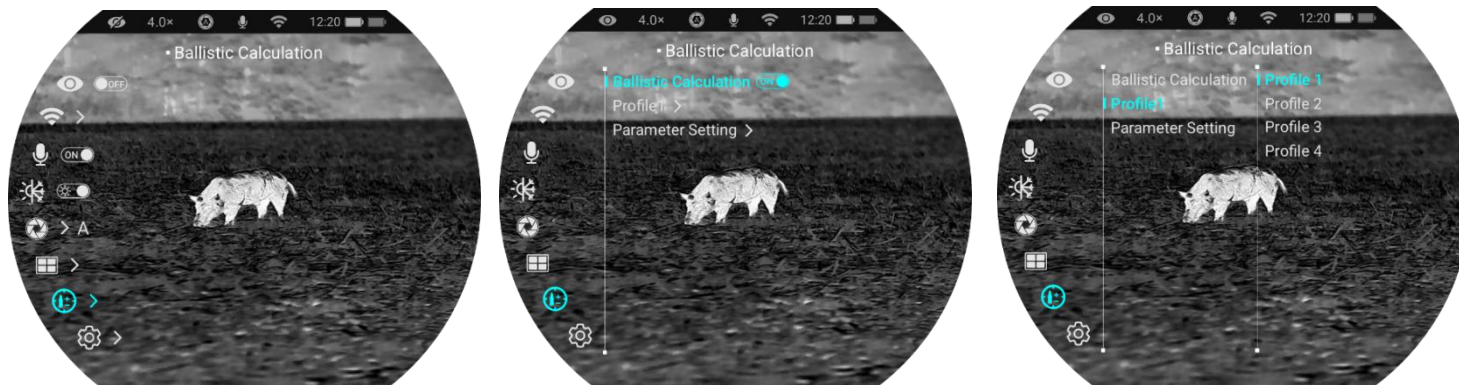 4.0× 12:20
• Ballistic Calculation
OFF
ON
A
4.0× 12:20
• Ballistic Calculation
Ballistic Calculation ON
Profile1 >
Parameter Setting >
4.0× 12:20
• Ballistic Calculation
Ballistic Calculation
Profile1
Parameter Setting
Profile 1
Profile 2
Profile 3
Profile 4